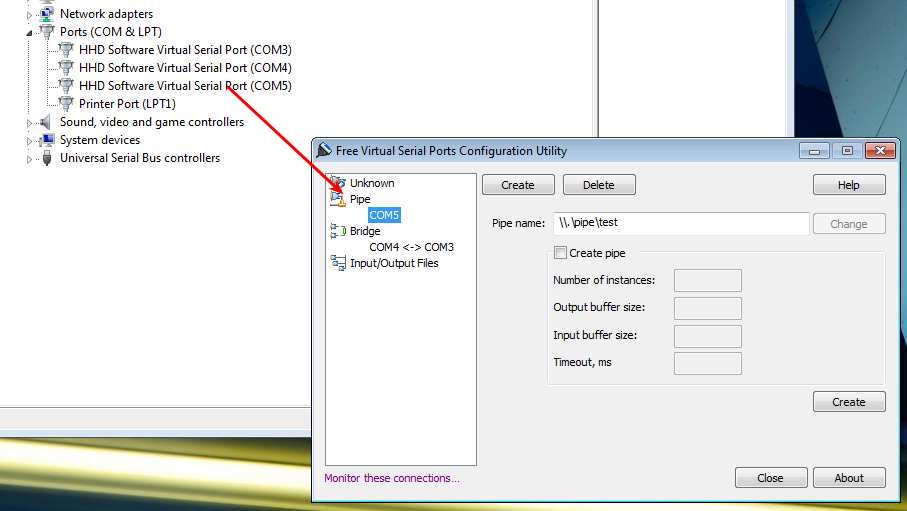 Network adapters
Ports (COM & LPT)
HHD Software Virtual Serial Port (COM3)
HHD Software Virtual Serial Port (COM4)
HHD Software Virtual Serial Port (COM5)
Printer Port (LPT1)
Sound, video and game controllers
System devices
Universal Serial Bus controllers
Free Virtual Serial Ports Configuration Utility
Unknown
Pipe
COM5
Bridge
COM4 <-> COM3
Input/Output Files
Monitor these connections...
Create Delete Help
Pipe name: \\.\pipe\test Change
Create pipe
Number of instances:
Output buffer size:
Input buffer size:
Timeout, ms
Create
Close About